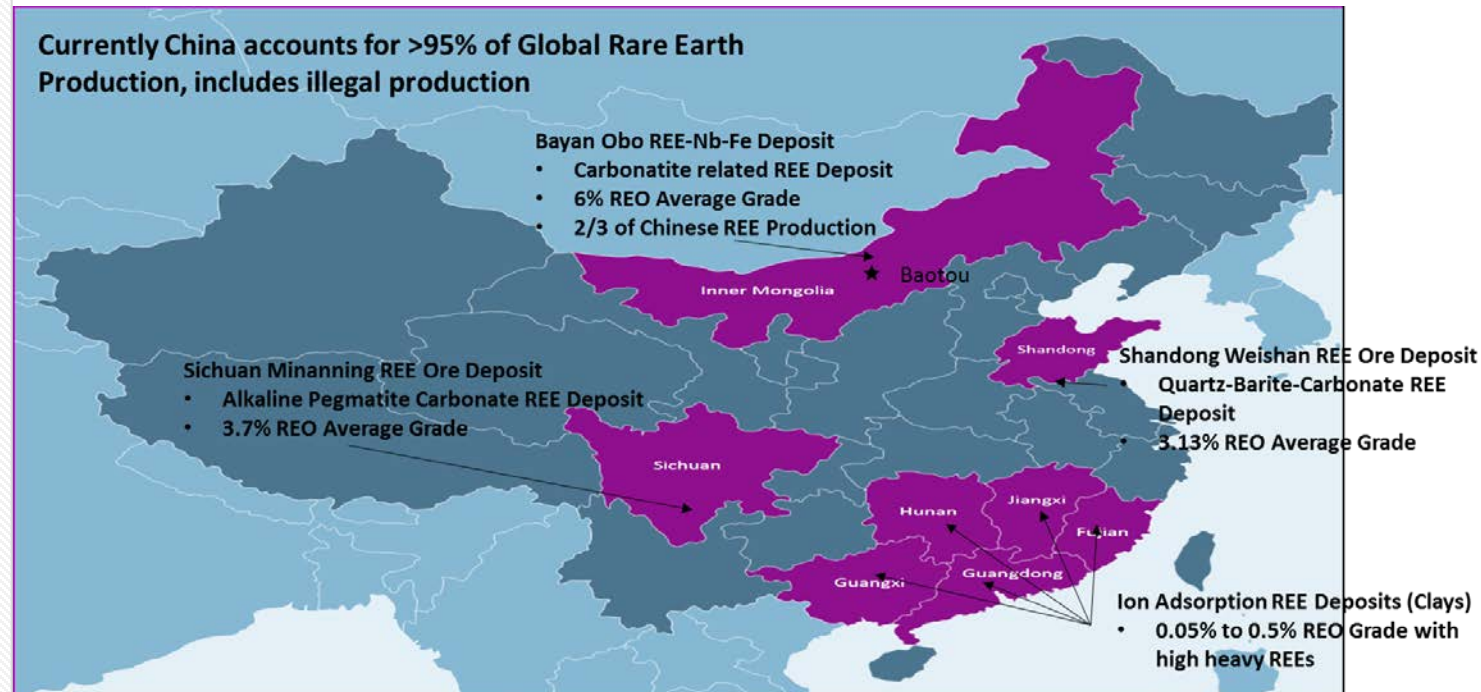 Currently China accounts for >95% of Global Rare Earth
Production, includes illegal production
Bayan Obo REE-Nb-Fe Deposit
• Carbonatite related REE Deposit
• 6% REO Average Grade
• 2/3 of Chinese REE Production
Baotou
Inner Mongolia
Shandong
Shandong Weishan REE Ore Deposit
• Quartz-Barite-Carbonate REE
Deposit
• 3.13% REO Average Grade
Sichuan Minanning REE Ore Deposit
• Alkaline Pegmatite Carbonate REE Deposit
• 3.7% REO Average Grade
Sichuan
Hunan
Jiangxi
Fujian
Guangxi
Guangdong
Ion Adsorption REE Deposits (Clays)
• 0.05% to 0.5% REO Grade with
high heavy REEs